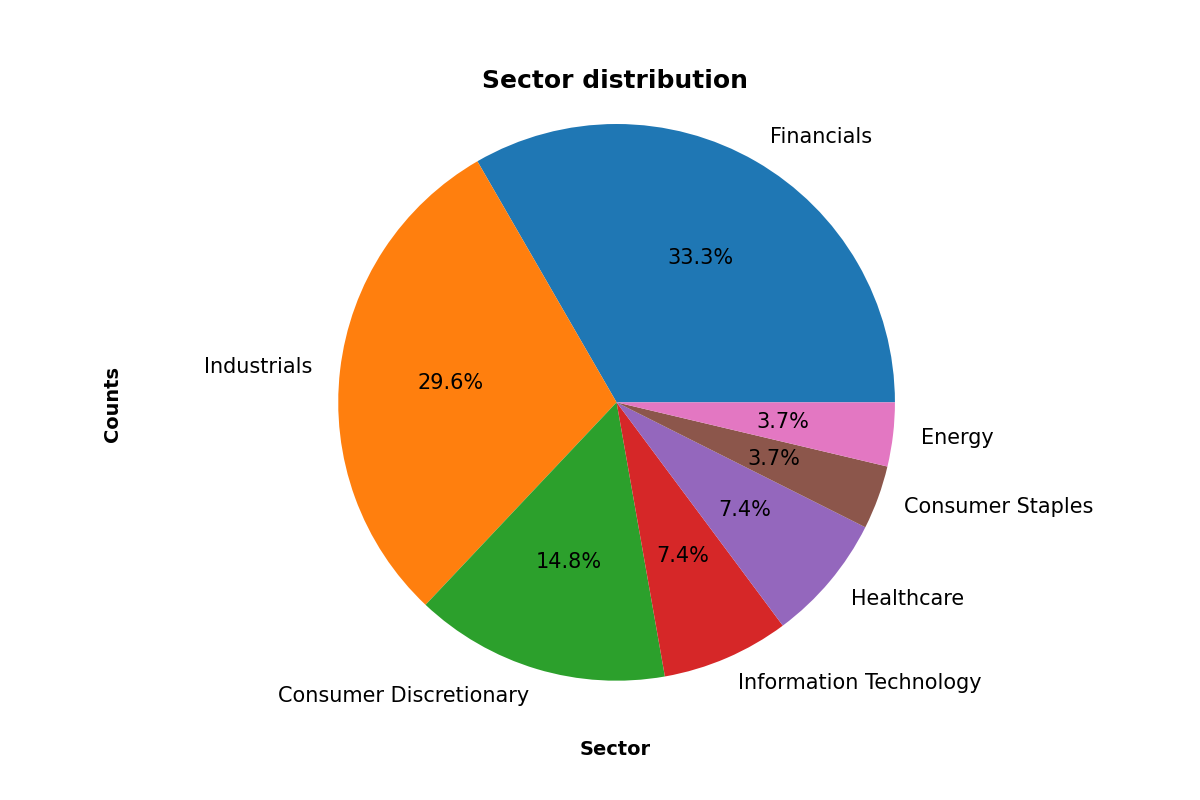 Sector distribution
Financials
33.3%
Industrials
29.6%
Counts
3.7%
Energy
3.7%
Consumer Staples
7.4%
Healthcare
7.4%
14.8%
Information Technology
Consumer Discretionary
Sector